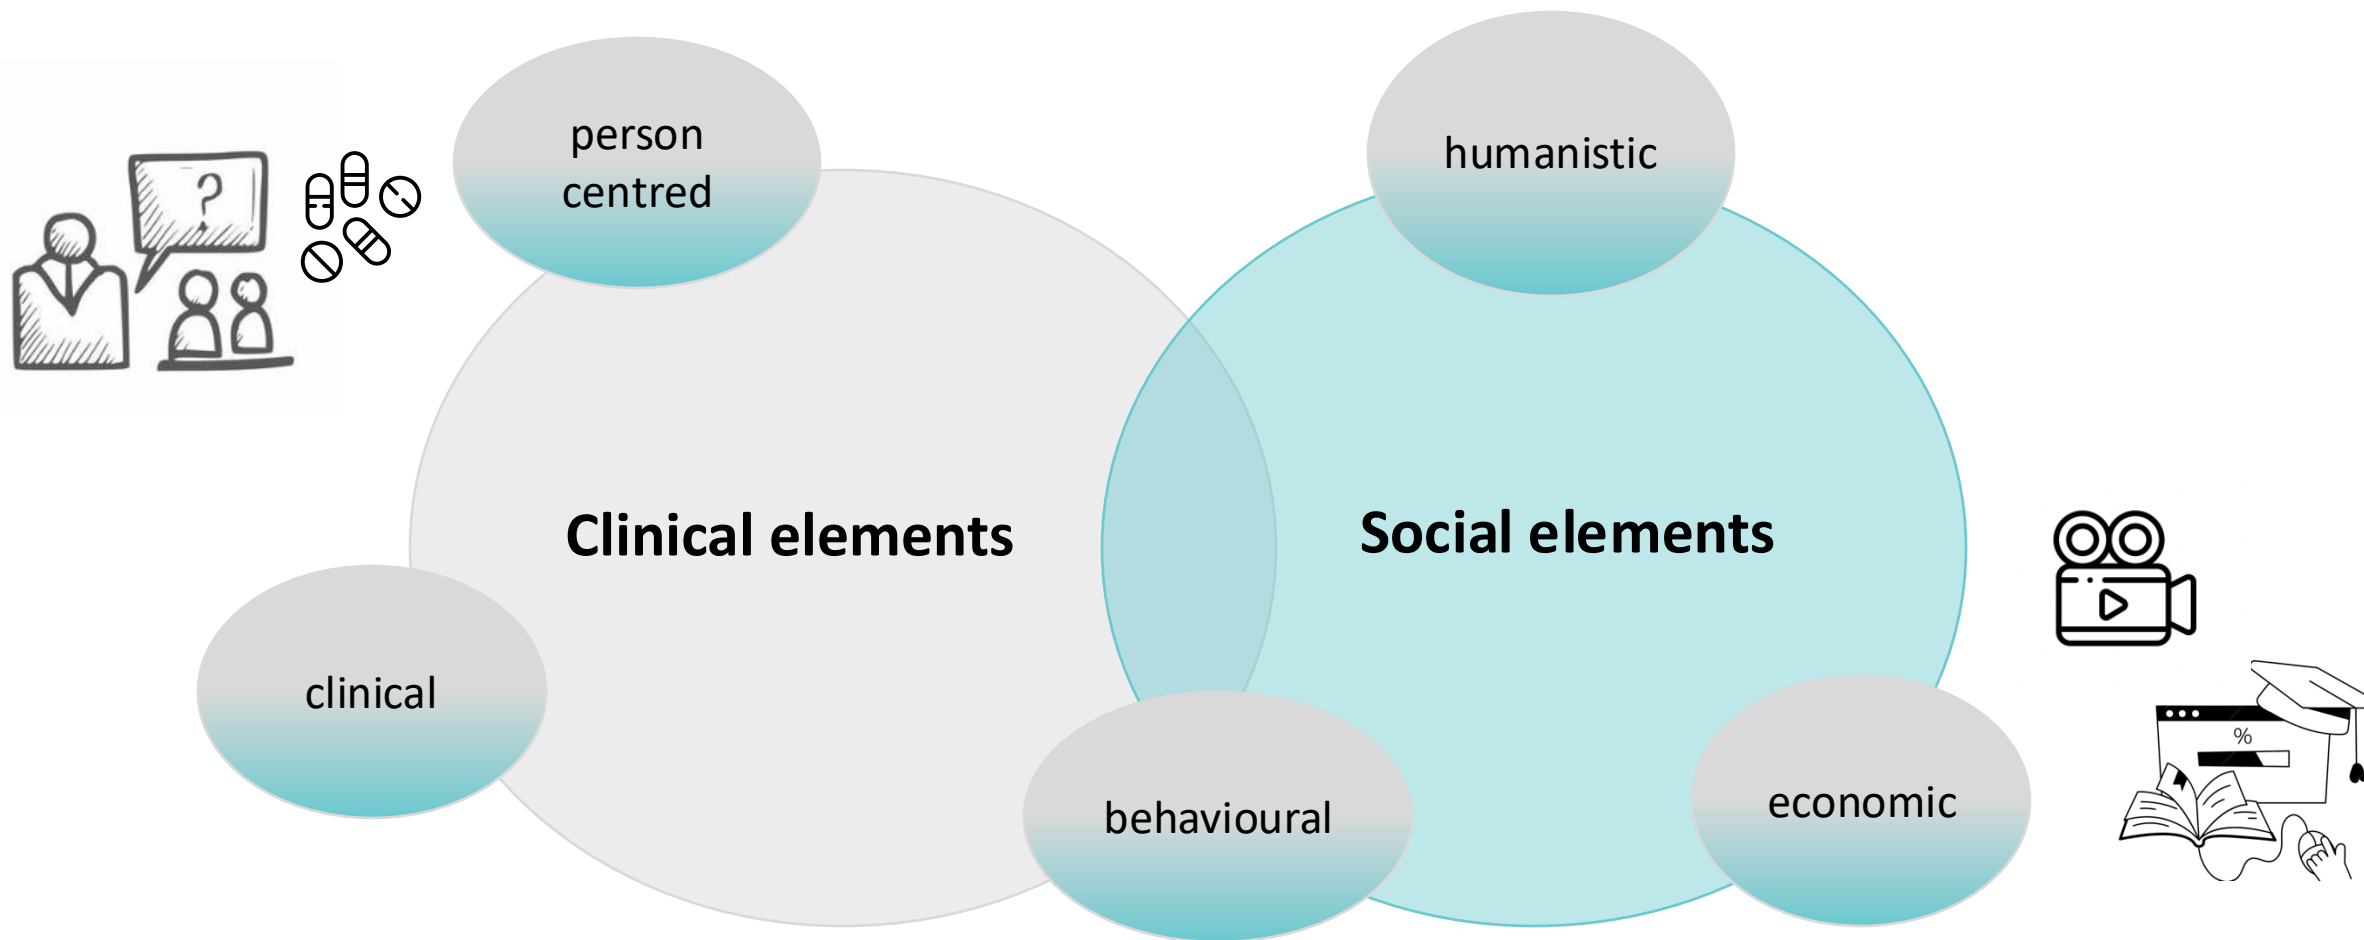 person
centred
humanistic
?
Clinical elements
Social elements
clinical
behavioural
economic
%